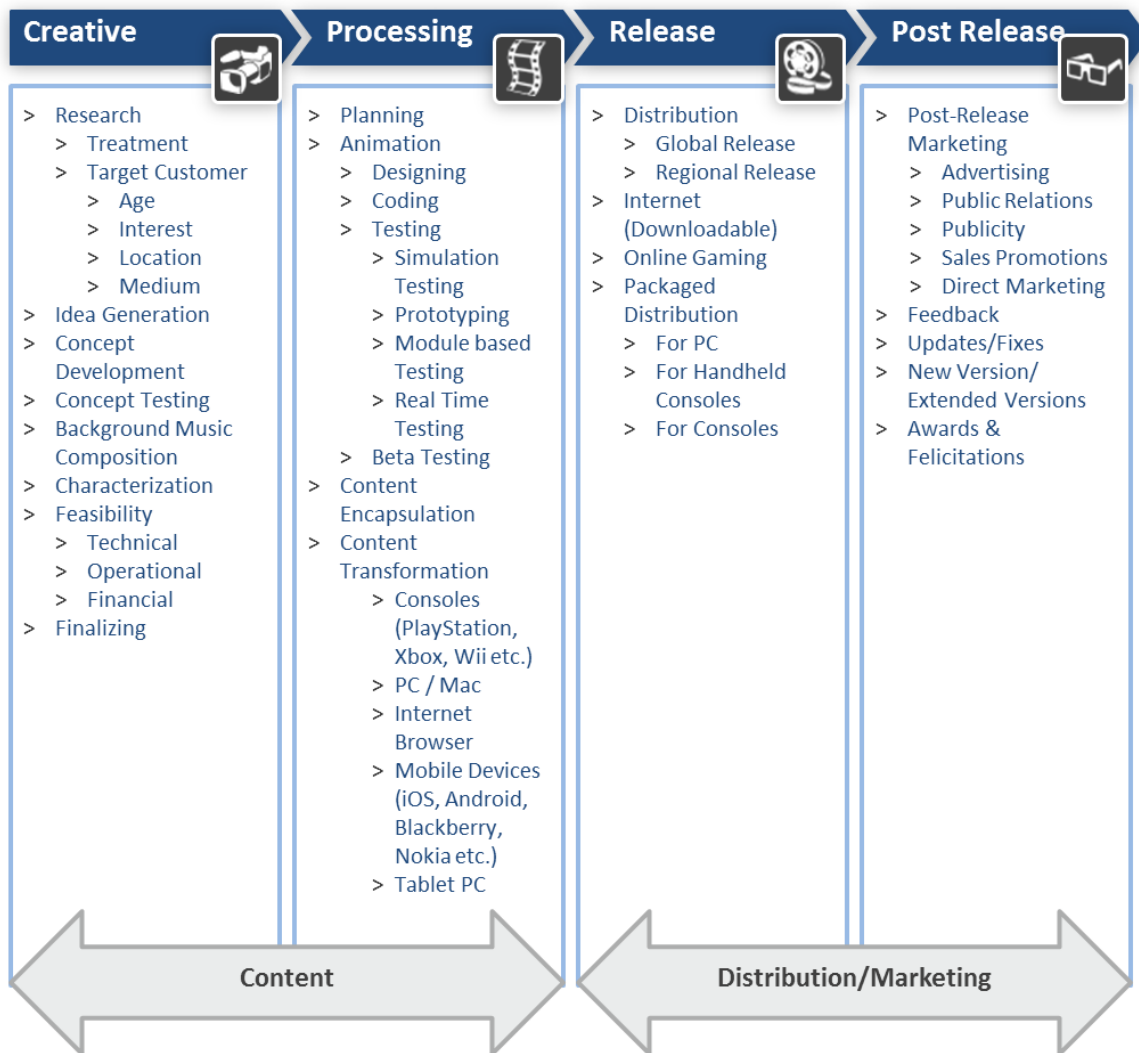 Creative
> Research
> Treatment
> Target Customer
> Age
> Interest
> Location
> Medium
> Idea Generation
> Concept
Development
> Concept Testing
> Background Music
Composition
> Characterization
> Feasibility
> Technical
> Operational
> Financial
> Finalizing
Processing
> Planning
> Animation
> Designing
> Coding
> Testing
> Simulation
Testing
> Prototyping
> Module based
Testing
> Real Time
Testing
> Beta Testing
> Content
Encapsulation
> Content
Transformation
> Consoles
(PlayStation,
Xbox, Wii etc.)
> PC / Mac
> Internet
Browser
> Mobile Devices
(iOS, Android,
Blackberry,
Nokia etc.)
> Tablet PC
Release
> Distribution
> Global Release
> Regional Release
> Internet
(Downloadable)
> Online Gaming
> Packaged
Distribution
> For PC
> For Handheld
Consoles
> For Consoles
Post Release
> Post-Release
Marketing
> Advertising
> Public Relations
> Publicity
> Sales Promotions
> Direct Marketing
> Feedback
> Updates/Fixes
> New Version/
Extended Versions
> Awards &
Felicitations
Content
Distribution/Marketing